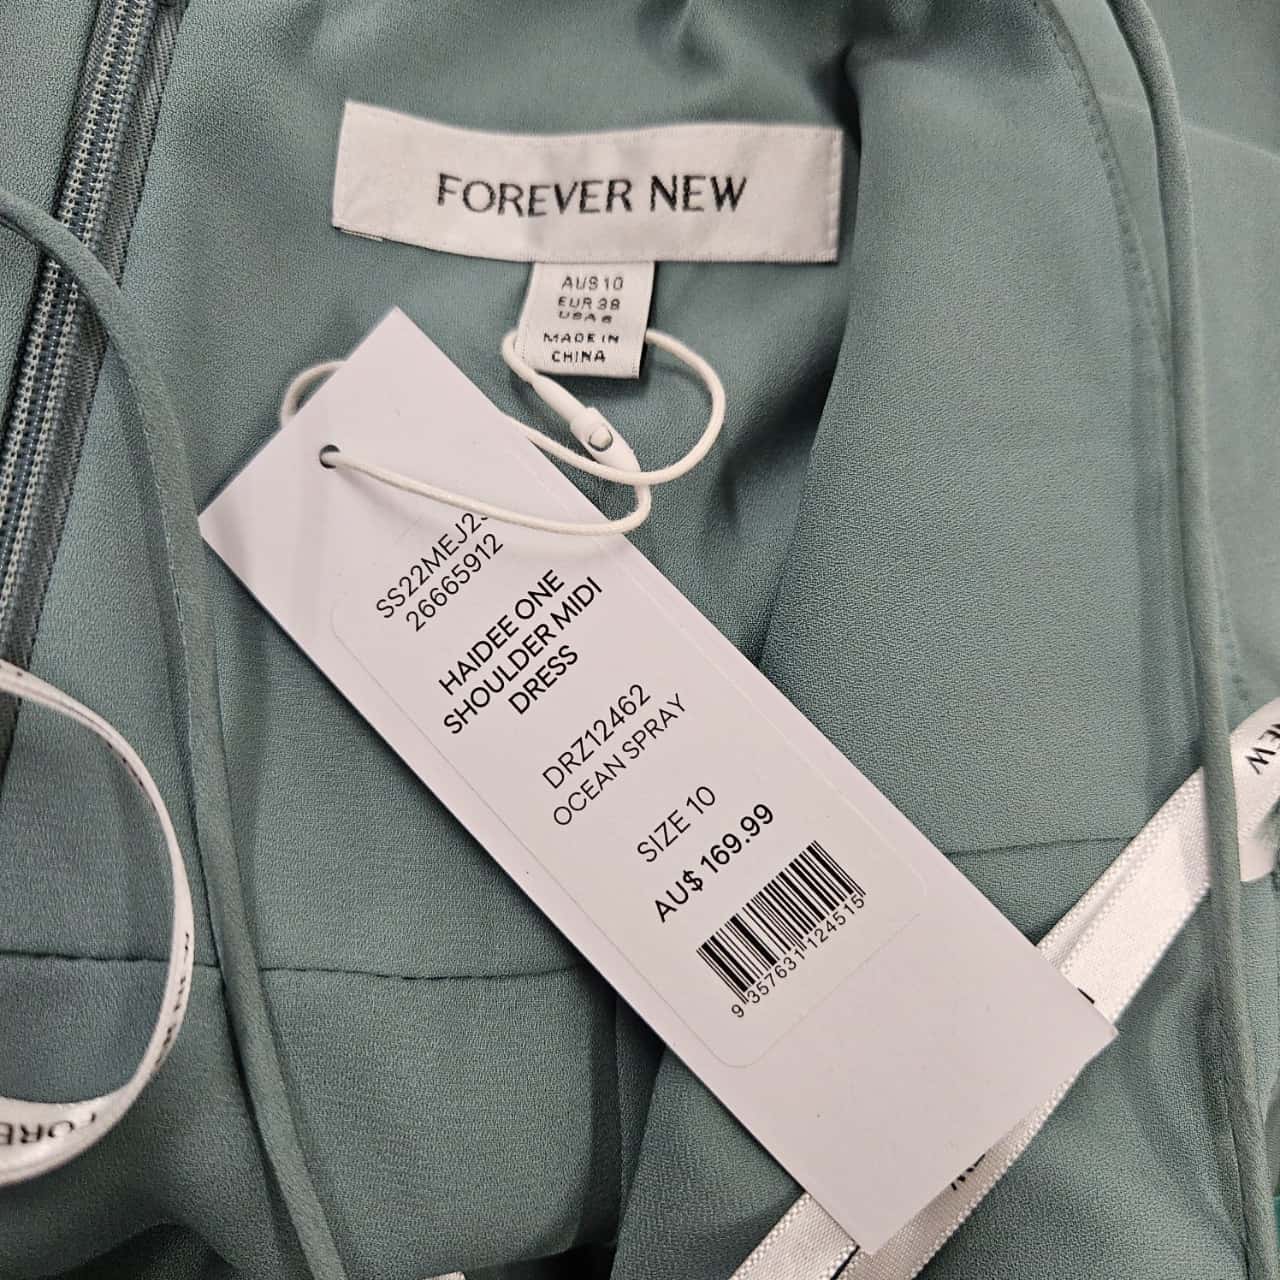 FOREVER NEW
AUS 10
EUR 38
USA 6
MADE IN
CHINA
SS22MEJ2
26665912
HAIDEE ONE
SHOULDER MIDI
DRESS
DRZ12462
OCEAN SPRAY
SIZE 10
AU$ 169.99
9 357631 124515